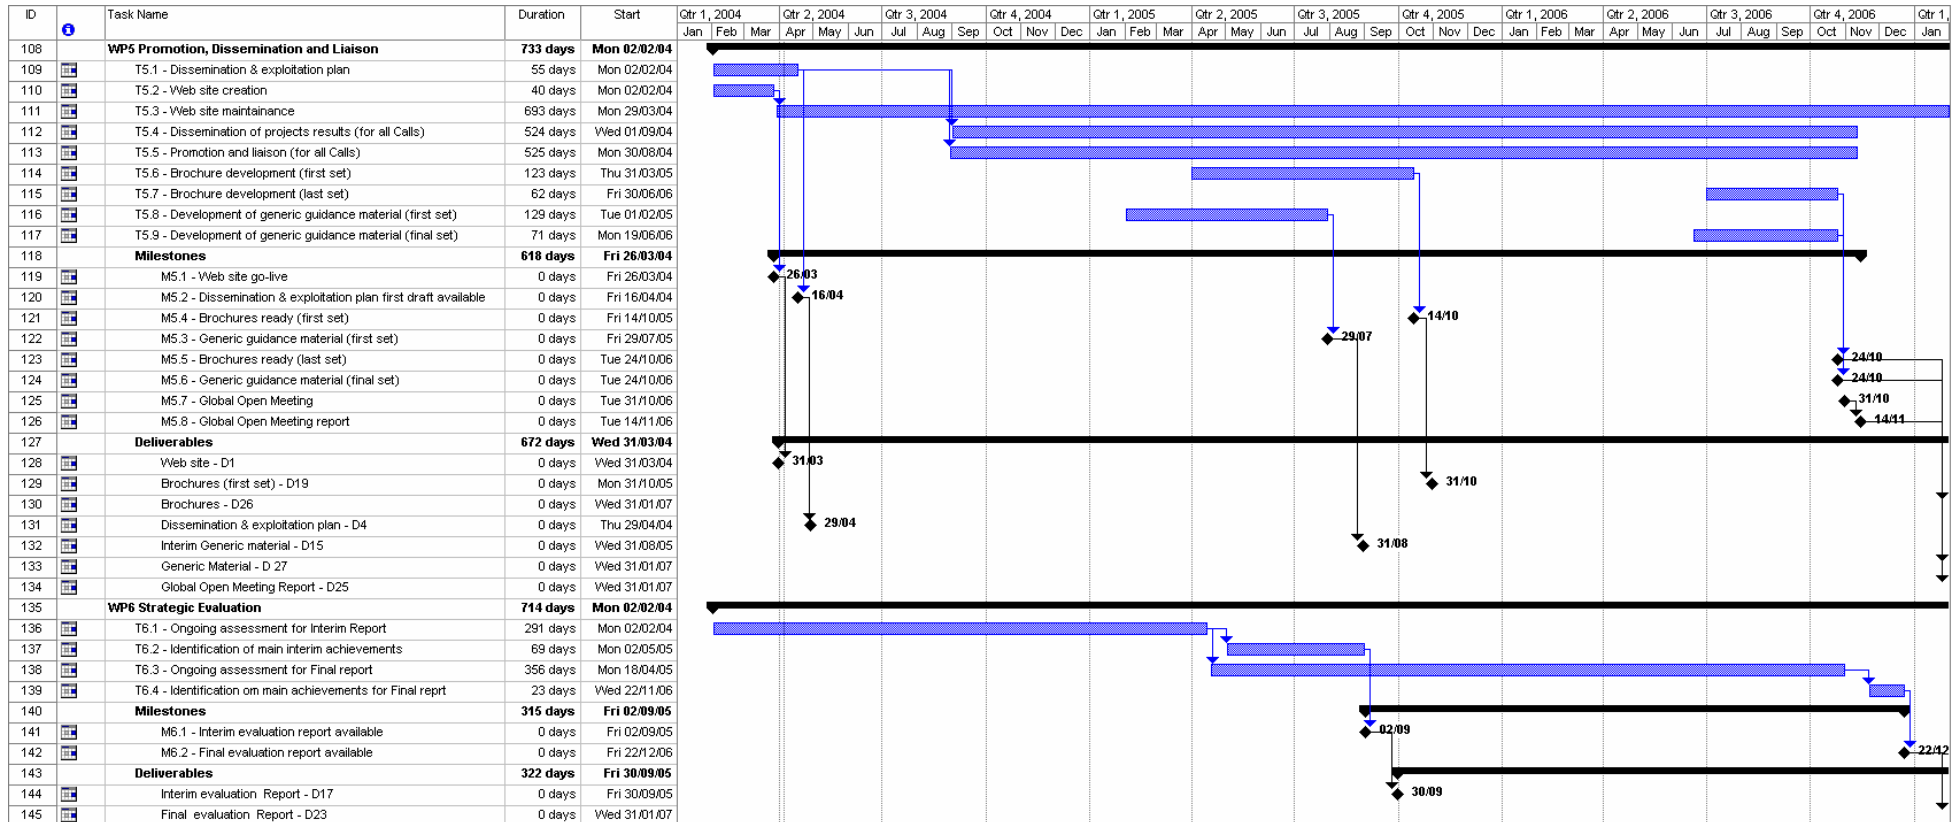 ID Task Name Duration Start Qtr 1, 2004 Qtr 2, 2004 Qtr 3, 2004 Qtr 4, 2004 Qtr 1, 2005 Qtr 2, 2005 Qtr 3, 2005 Qtr 4, 2005 Qtr 1, 2006 Qtr 2, 2006 Qtr 3, 2006 Qtr 4, 2006 Qtr 1,
Jan Feb Mar Apr May Jun Jul Aug Sep Oct Nov Dec Jan Feb Mar Apr May Jun Jul Aug Sep Oct Nov Dec Jan Feb Mar Apr May Jun Jul Aug Sep Oct Nov Dec Jan
108 WP5 Promotion, Dissemination and Liaison 733 days Mon 02/02/04
109 T5.1 - Dissemination & exploitation plan 55 days Mon 02/02/04
110 T5.2 - Web site creation 40 days Mon 02/02/04
111 T5.3 - Web site maintainance 693 days Mon 29/03/04
112 T5.4 - Dissemination of projects results (for all Calls) 524 days Wed 01/09/04
113 T5.5 - Promotion and liaison (for all Calls) 525 days Mon 30/08/04
114 T5.6 - Brochure development (first set) 123 days Thu 31/03/05
115 T5.7 - Brochure development (last set) 62 days Fri 30/06/06
116 T5.8 - Development of generic guidance material (first set) 129 days Tue 01/02/05
117 T5.9 - Development of generic guidance material (final set) 71 days Mon 19/06/06
118 Milestones 618 days Fri 26/03/04
119 M5.1 - Web site go-live 0 days Fri 26/03/04 26/03
120 M5.2 - Dissemination & exploitation plan first draft available 0 days Fri 16/04/04 16/04
121 M5.4 - Brochures ready (first set) 0 days Fri 14/10/05 14/10
122 M5.3 - Generic guidance material (first set) 0 days Fri 29/07/05 29/07
123 M5.5 - Brochures ready (last set) 0 days Tue 24/10/06 24/10
124 M5.6 - Generic guidance material (final set) 0 days Tue 24/10/06 24/10
125 M5.7 - Global Open Meeting 0 days Tue 31/10/06 31/10
126 M5.8 - Global Open Meeting report 0 days Tue 14/11/06 14/11
127 Deliverables 672 days Wed 31/03/04
128 Web site - D1 0 days Wed 31/03/04 31/03
129 Brochures (first set) - D19 0 days Mon 31/10/05 31/10
130 Brochures - D26 0 days Wed 31/01/07
131 Dissemination & exploitation plan - D4 0 days Thu 29/04/04 29/04
132 Interim Generic material - D15 0 days Wed 31/08/05 31/08
133 Generic Material - D 27 0 days Wed 31/01/07
134 Global Open Meeting Report - D25 0 days Wed 31/01/07
135 WP6 Strategic Evaluation 714 days Mon 02/02/04
136 T6.1 - Ongoing assessment for Interim Report 291 days Mon 02/02/04
137 T6.2 - Identification of main interim achievements 69 days Mon 02/05/05
138 T6.3 - Ongoing assessment for Final report 356 days Mon 18/04/05
139 T6.4 - Identification om main achievements for Final reprt 23 days Wed 22/11/06
140 Milestones 315 days Fri 02/09/05
141 M6.1 - Interim evaluation report available 0 days Fri 02/09/05 02/09
142 M6.2 - Final evaluation report available 0 days Fri 22/12/06 22/12
143 Deliverables 322 days Fri 30/09/05
144 Interim evaluation Report - D17 0 days Fri 30/09/05 30/09
145 Final evaluation Report - D23 0 days Wed 31/01/07